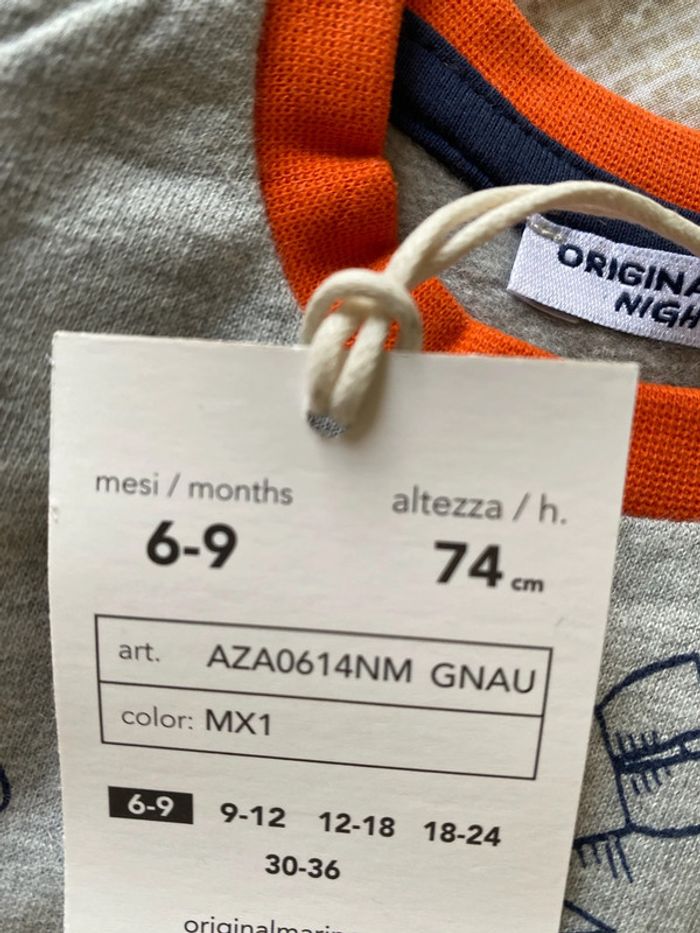 ORIGINA
NIGH
mesi / months
altezza / h.
6-9
74 cm
art. AZA0614NM GNAU
color: MX1
6-9 9-12 12-18 18-24
30-36
originalmarin